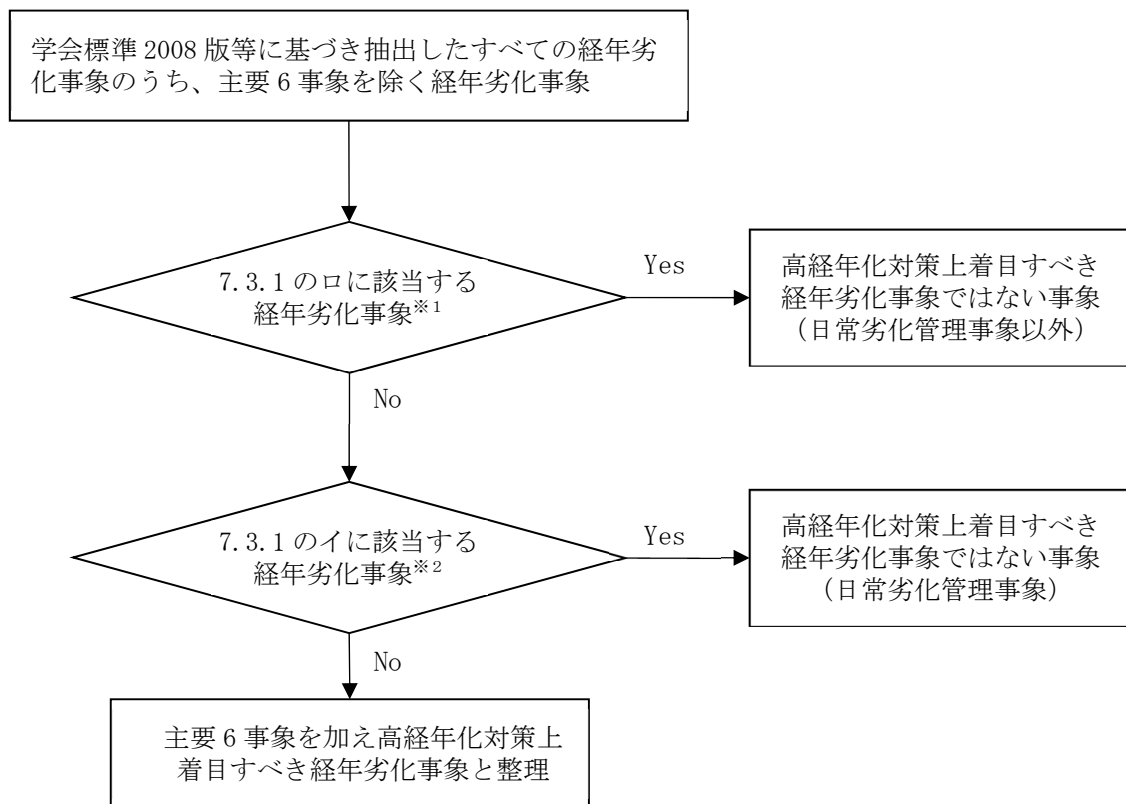 学会標準 2008 版等に基づき抽出したすべての経年劣
化事象のうち、主要 6 事象を除く経年劣化事象
7.3.1 のロに該当する
経年劣化事象※1
Yes
高経年化対策上着目すべき
経年劣化事象ではない事象
(日常劣化管理事象以外)
No
7.3.1 のイに該当する
経年劣化事象※2
Yes
高経年化対策上着目すべき
経年劣化事象ではない事象
(日常劣化管理事象)
No
主要 6 事象を加え高経年化対策上
着目すべき経年劣化事象と整理